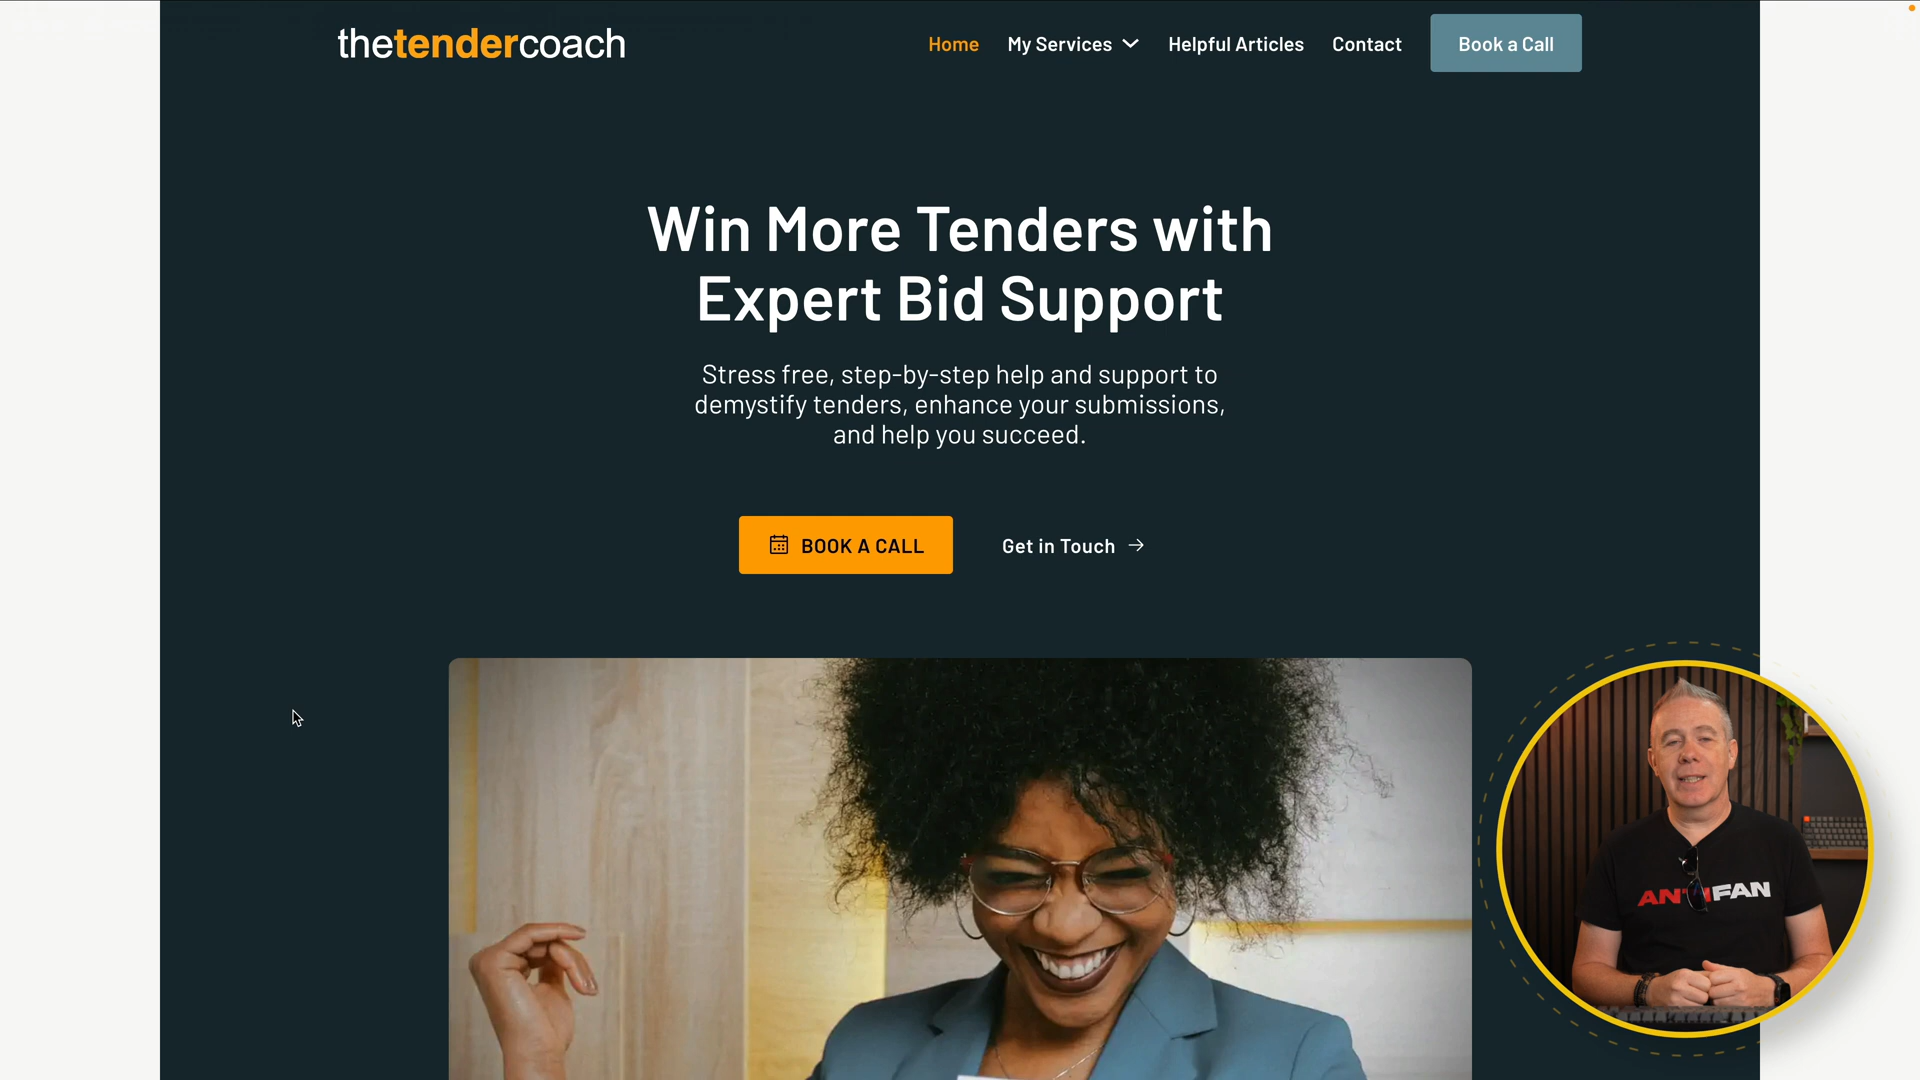 thetendercoach
Home
My Services
Helpful Articles
Contact
Book a Call
Win More Tenders with
Expert Bid Support
Stress free, step-by-step help and support to
demystify tenders, enhance your submissions,
and help you succeed.
BOOK A CALL
Get in Touch